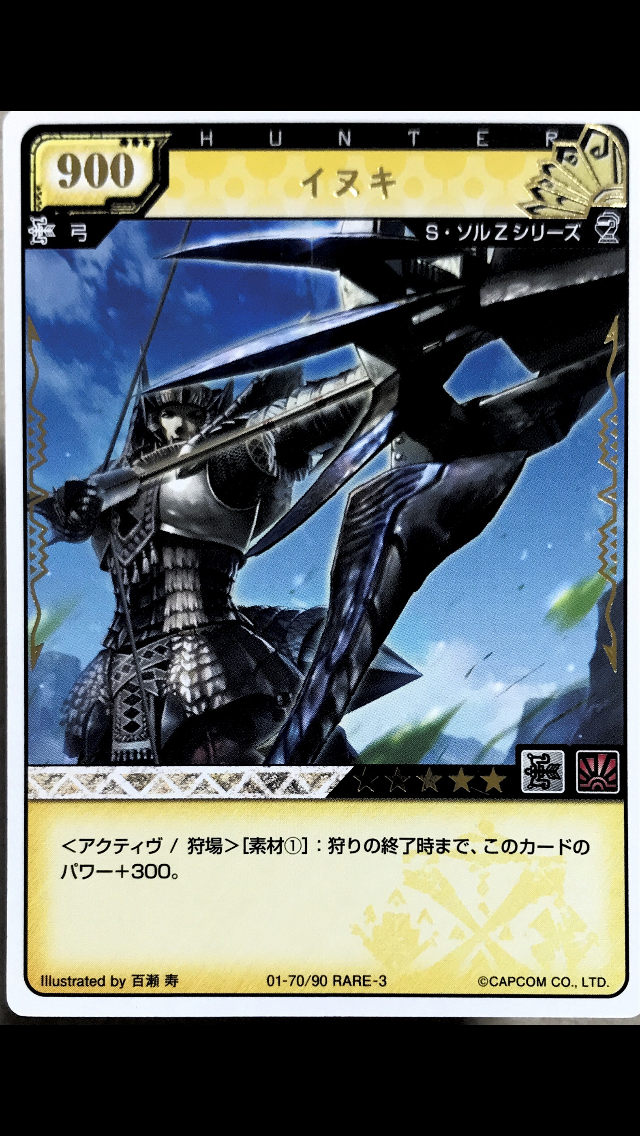 HUNTER
900
イヌキ
弓
S・ソルZシリーズ
＜アクティヴ / 狩場＞[素材①]：狩りの終了時まで、このカードの
パワー＋300。
Illustrated by 百瀬 寿
01-70/90 RARE-3
©CAPCOM CO., LTD.